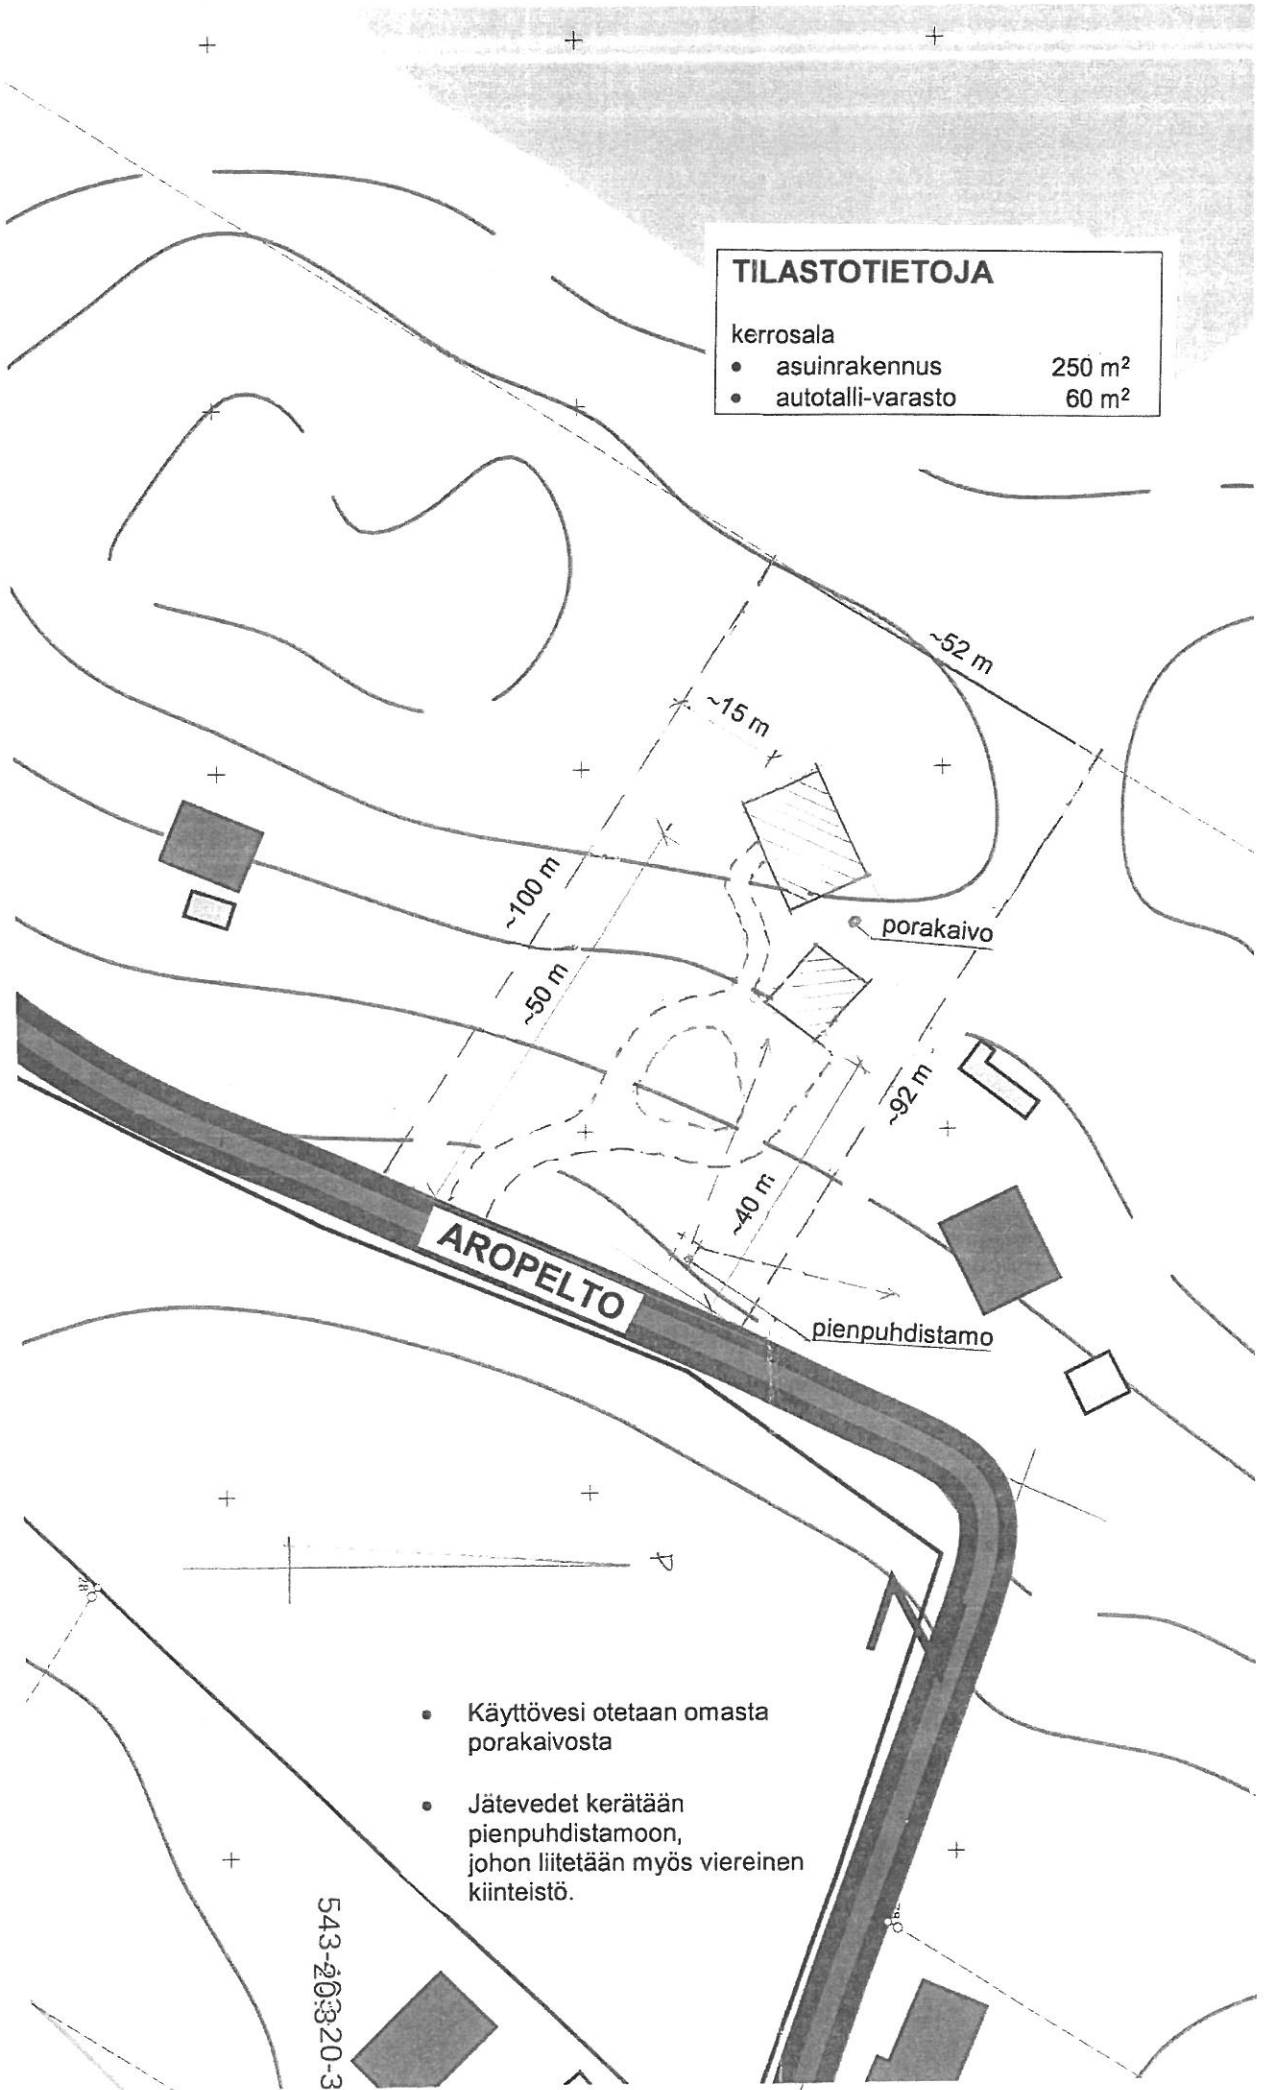 TILASTOTIETOJA
kerrosala
• asuinrakennus 250 m²
• autotalli-varasto 60 m²
~52 m
~15 m
~100 m
porakaivo
~50 m
~92 m
~40 m
AROPELTO
pienpuhdistamo
P
28
• Käyttövesi otetaan omasta
porakaivosta
• Jätevedet kerätään
pienpuhdistamoon,
johon liitetään myös viereinen
kiinteistö.